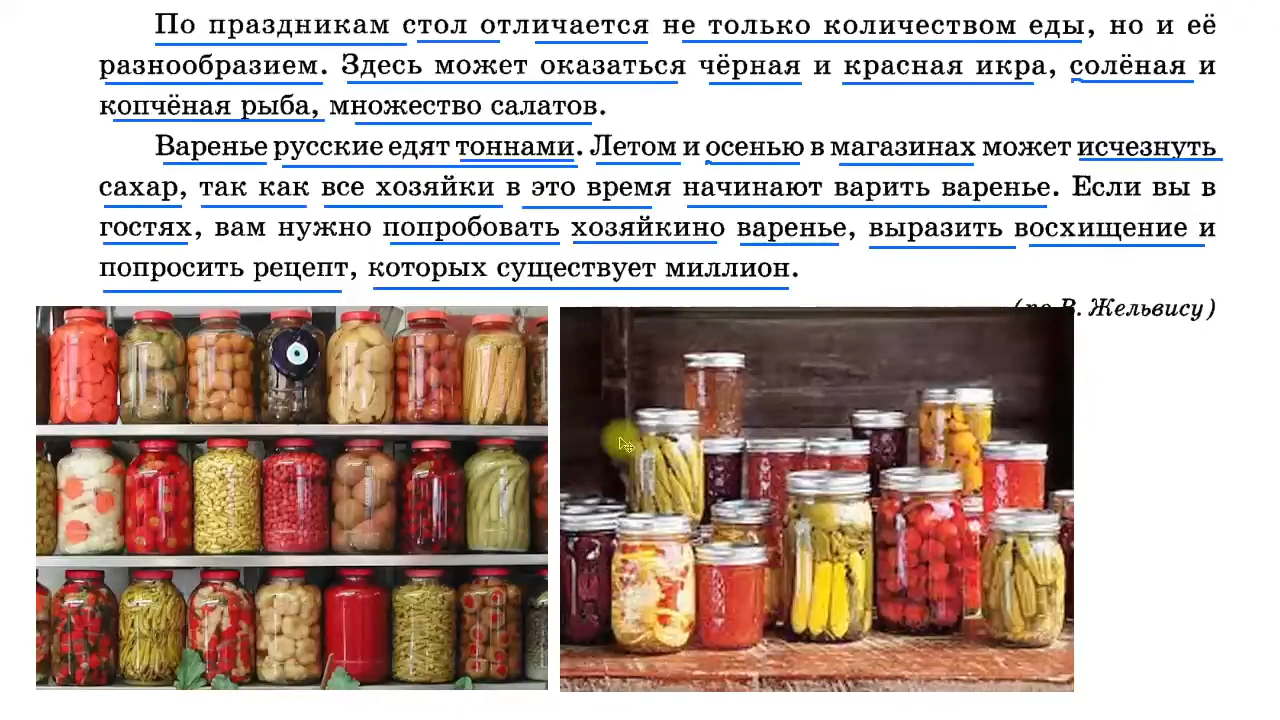 По праздникам стол отличается не только количеством еды, но и её
разнообразием. Здесь может оказаться чёрная и красная икра, солёная и
копчёная рыба, множество салатов.
Варенье русские едят тоннами. Летом и осенью в магазинах может исчезнуть
сахар, так как все хозяйки в это время начинают варить варенье. Если вы в
гостях, вам нужно попробовать хозяйкино варенье, выразить восхищение и
попросить рецепт, которых существует миллион.
(по В. Жельвису)